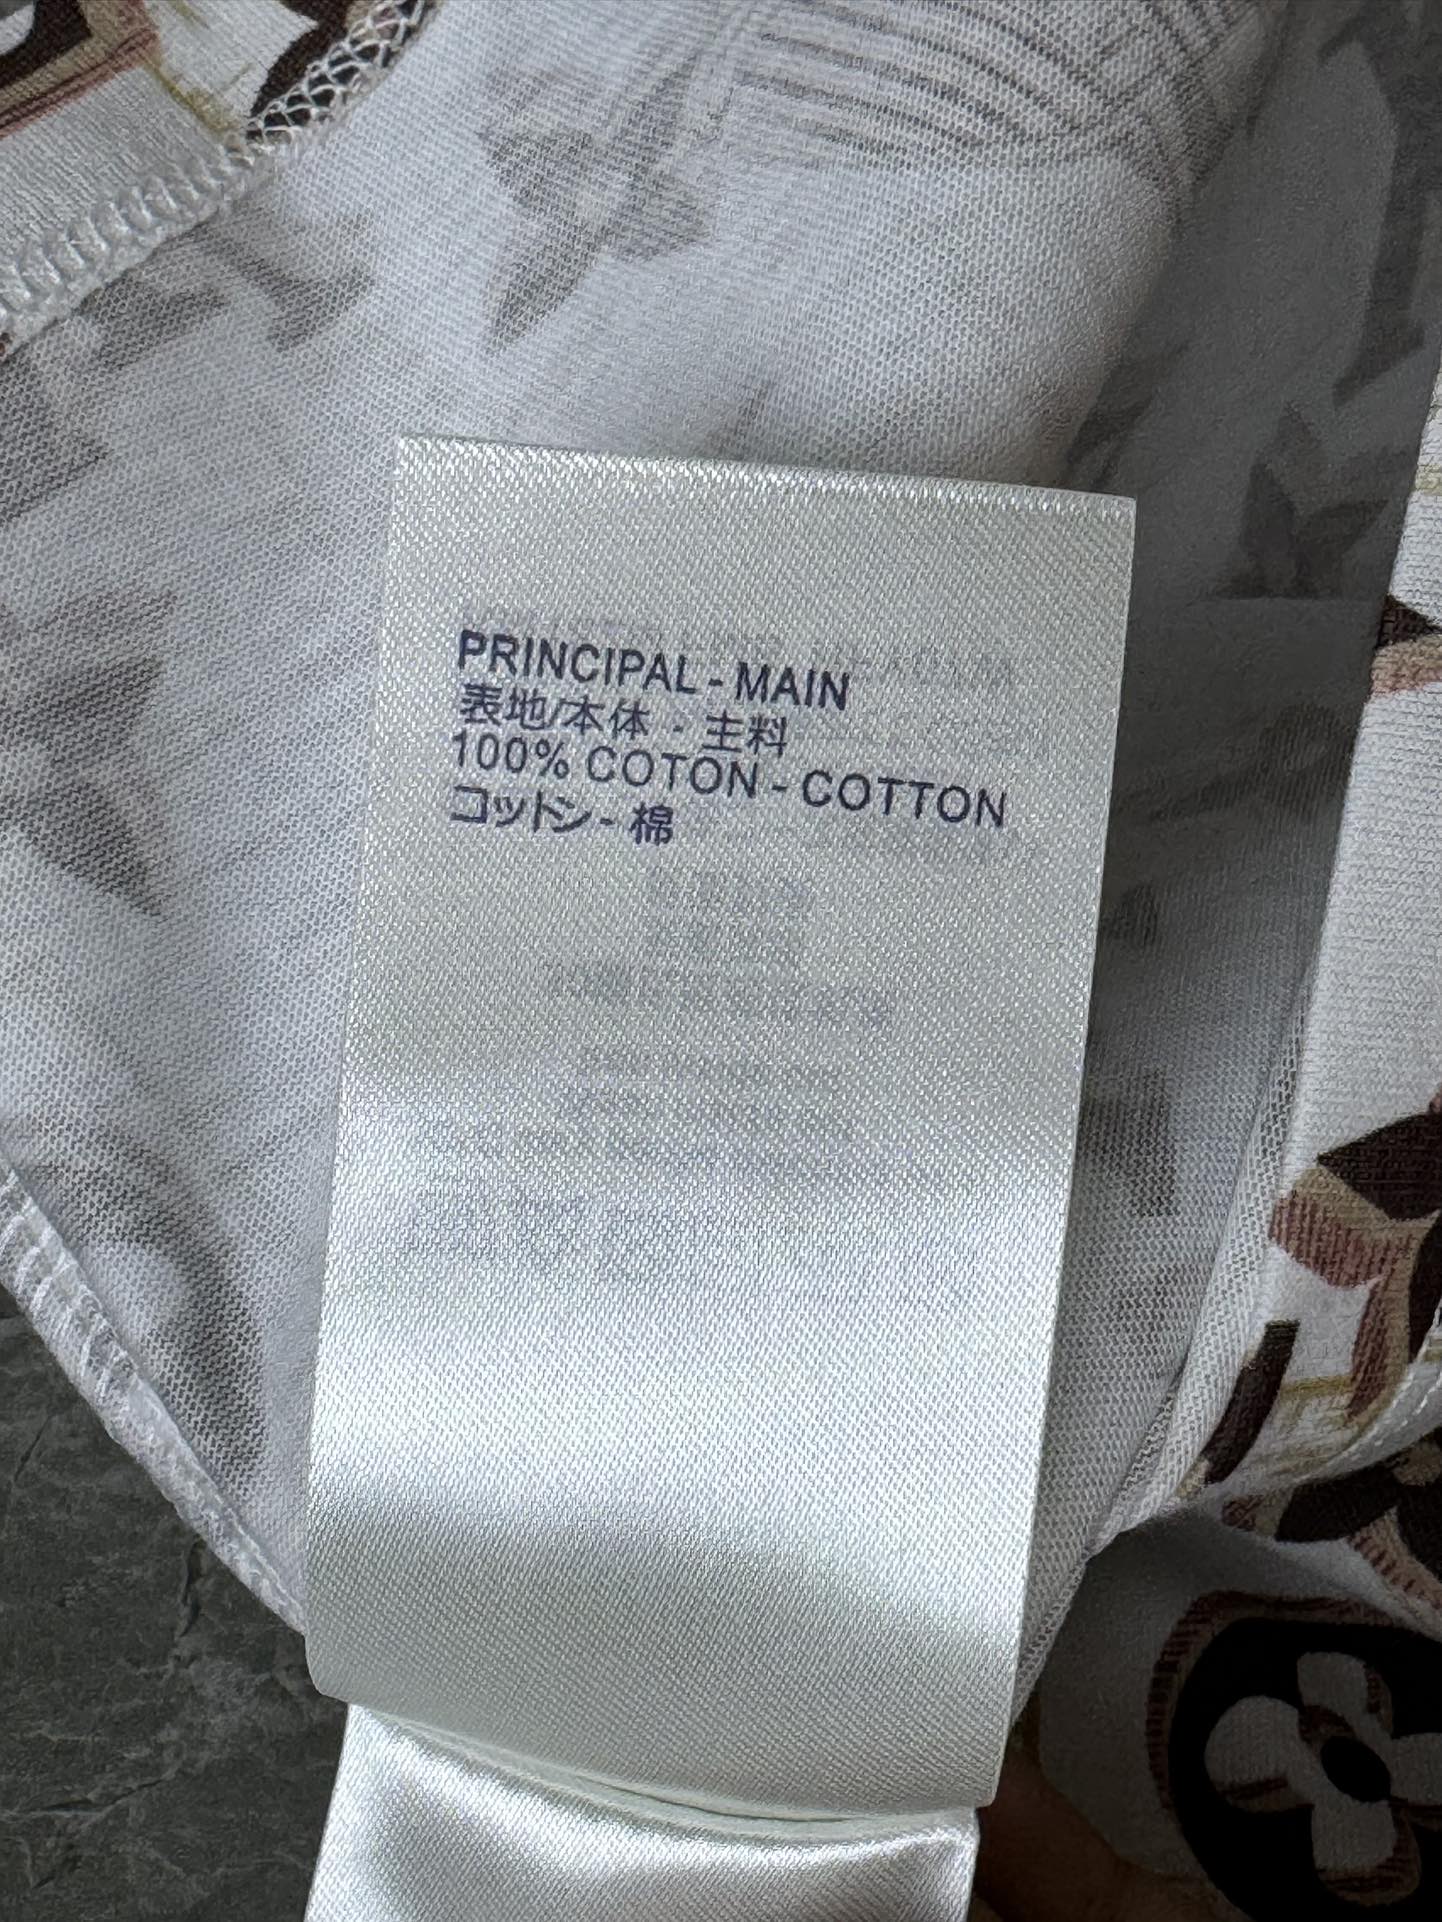 PRINCIPAL - MAIN
表地/本体 - 主料
100% COTON - COTTON
コットン - 棉